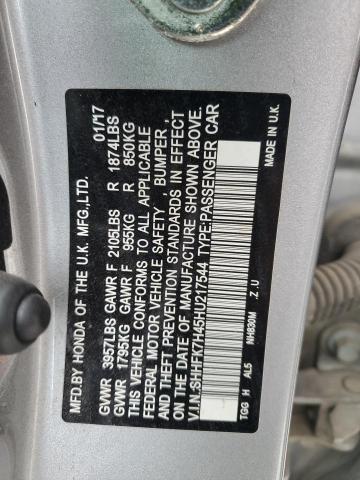 MFD.BY HONDA OF THE U.K. MFG.,LTD. 01/17
GVWR 3957LBS GAWR F 2105LBS R 1874LBS
GVWR 1795KG GAWR F 955KG R 850KG
THIS VEHICLE CONFORMS TO ALL APPLICABLE
FEDERAL MOTOR VEHICLE SAFETY, BUMPER,
AND THEFT PREVENTION STANDARDS IN EFFECT
ON THE DATE OF MANUFACTURE SHOWN ABOVE.
V.I.N.:SHHFK7H45HU217544 TYPE:PASSENGER CAR
TGG H AL5 NH830M Z U MADE IN U.K.